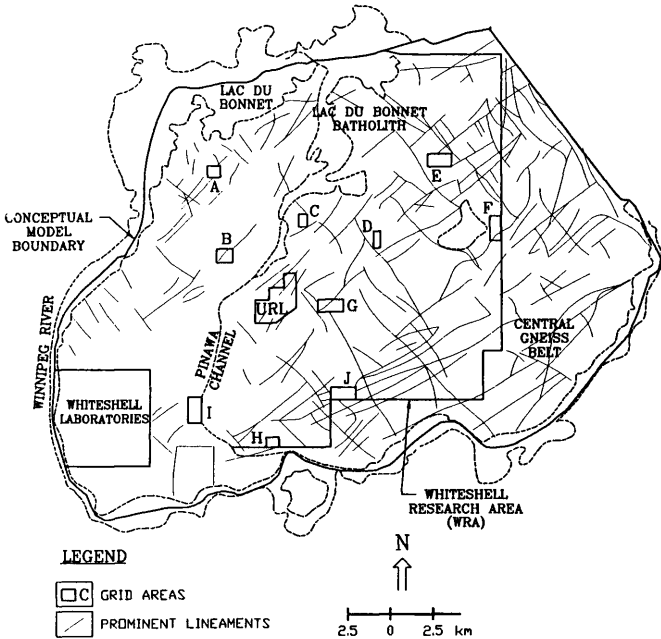 LAC DU
BONNET
LAC DU BONNET
BATHOLITH
E
A
CONCEPTUAL
MODEL
BOUNDARY
C
F
D
B
URL
G
WINNIPEG RIVER
PINAWA
CHANNEL
CENTRAL
GNEISS
BELT
WHITESHELL
LABORATORIES
J
I
H
WHITESHELL
RESEARCH AREA
(WRA)
LEGEND
C GRID AREAS
PROMINENT LINEAMENTS
N
2.5 0 2.5 km